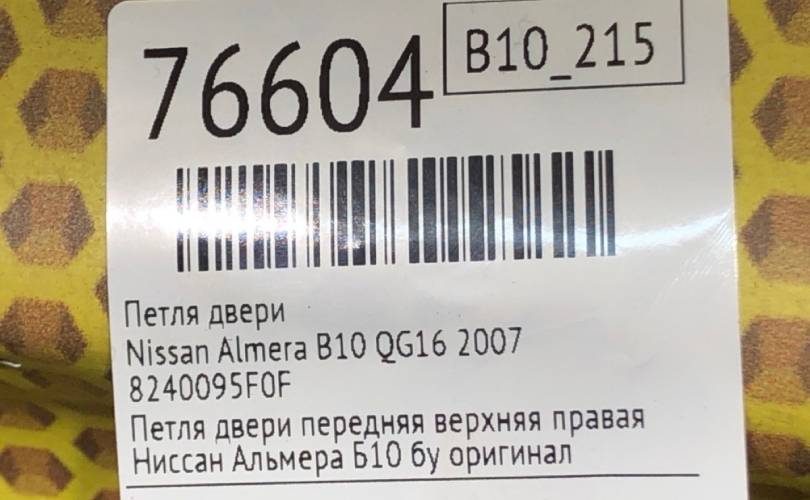 76604
B10_215
Петля двери
Nissan Almera B10 QG16 2007
8240095F0F
Петля двери передняя верхняя правая
Ниссан Альмера Б10 бу оригинал